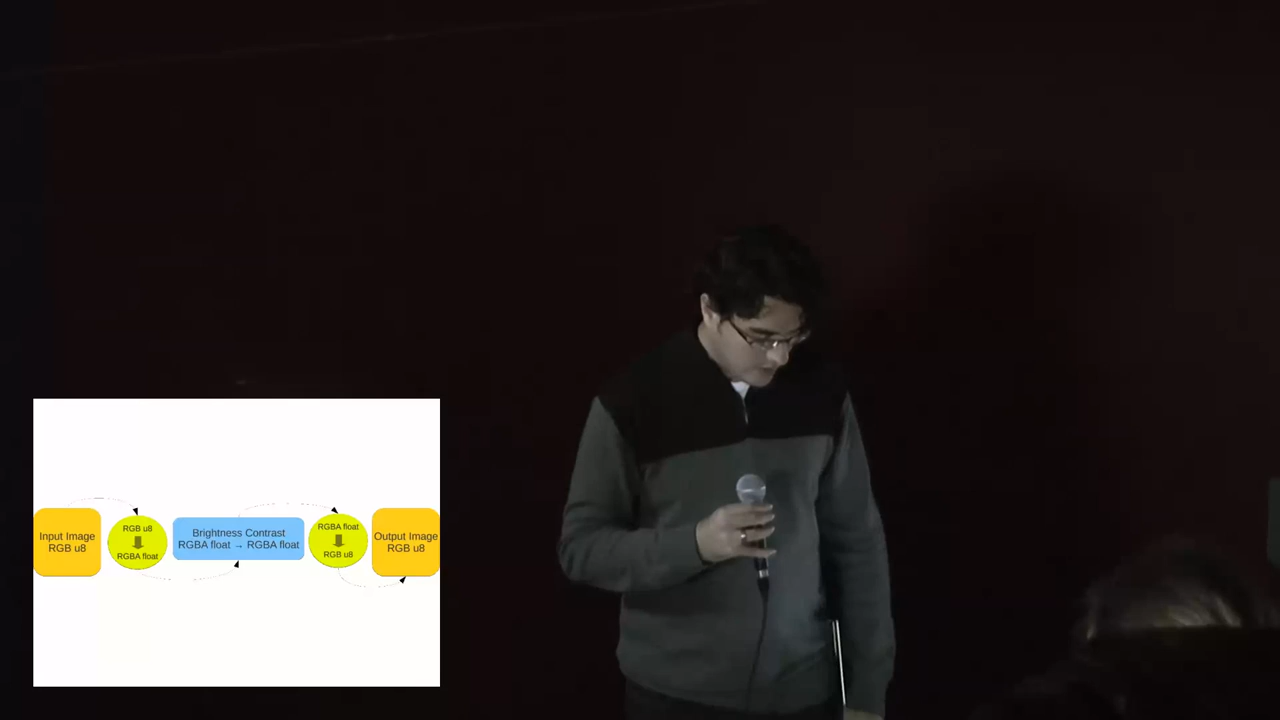 Input Image
RGB u8
RGB u8
RGBA float
Brightness Contrast
RGBA float → RGBA float
RGBA float
RGB u8
Output Image
RGB u8